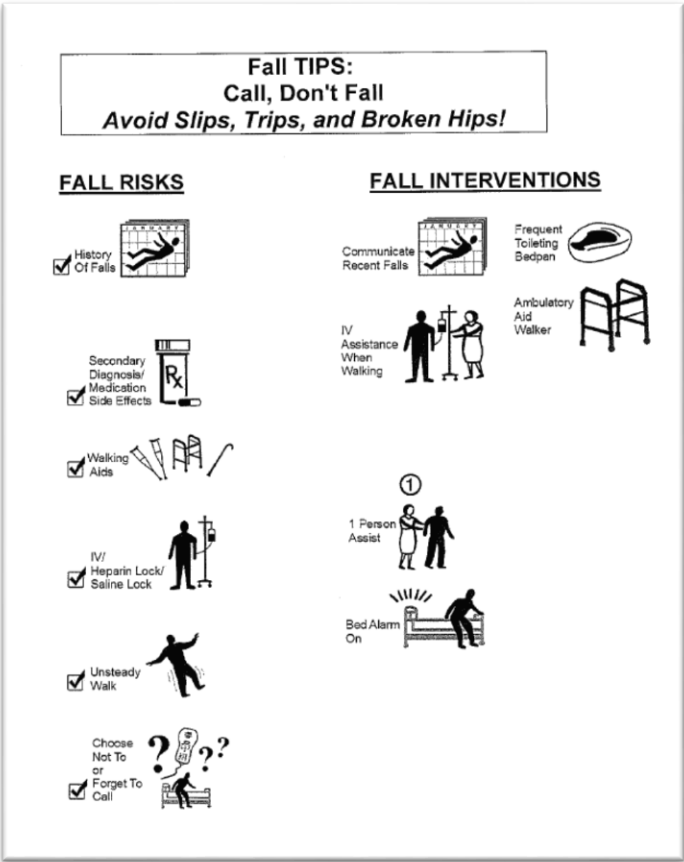 Fall TIPS:
Call, Don't Fall
Avoid Slips, Trips, and Broken Hips!
FALL RISKS
History
Of Falls
JANUARY
Secondary
Diagnosis/
Medication
Side Effects
Rx
Walking
Aids
IV/
Heparin Lock/
Saline Lock
Unsteady
Walk
Choose
Not To
or
Forget To
Call
? ? ?
FALL INTERVENTIONS
Communicate
Recent Falls
JANUARY
Frequent
Toileting
Bedpan
IV
Assistance
When
Walking
Ambulatory
Aid
Walker
1
1 Person
Assist
Bed Alarm
On